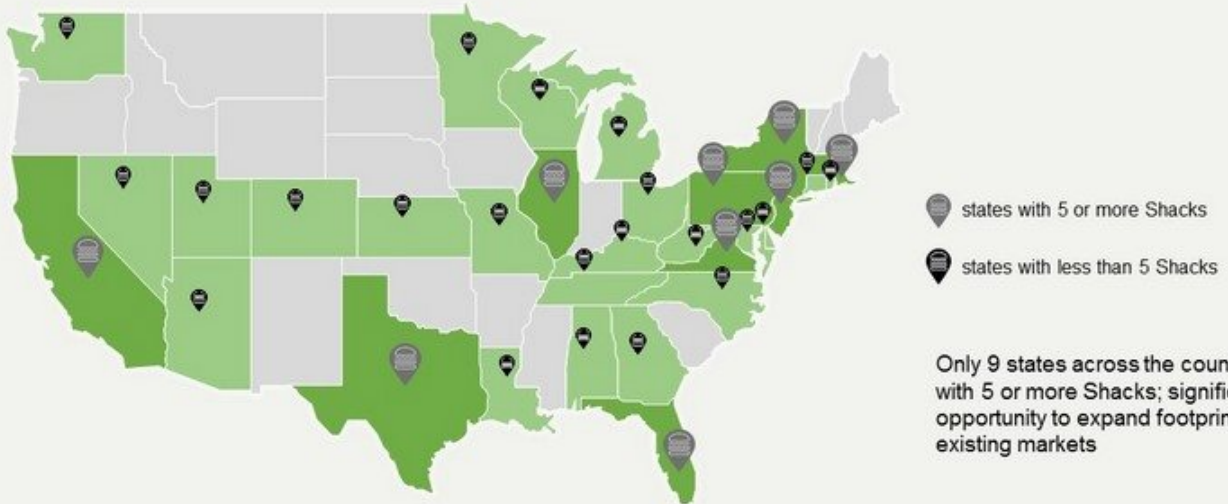 states with 5 or more Shacks
states with less than 5 Shacks
Only 9 states across the coun
with 5 or more Shacks; signifi
opportunity to expand footprin
existing markets